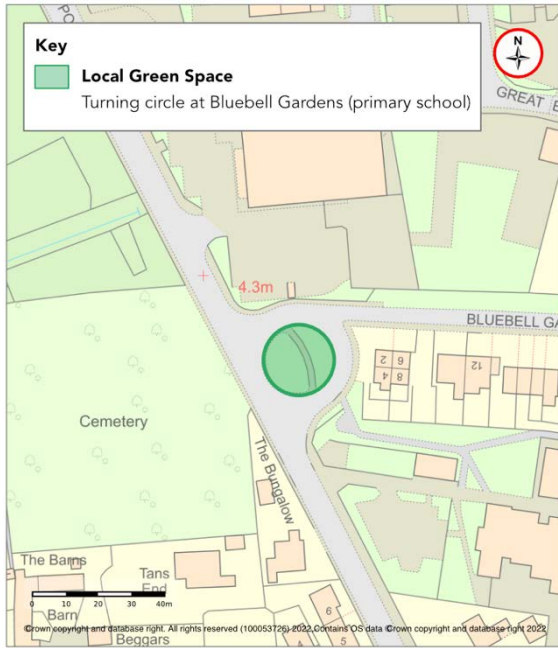 Key
Local Green Space
Turning circle at Bluebell Gardens (primary school)
N
GREAT
4.3m
BLUEBELL GA
2
6
4
8
12
Cemetery
The Bungalow
The Barns
Tans
End
Barn
Beggars
6
5
0 10 20 30 40m
©rown copyright and database right. All rights reserved (100053726) 2022.Contains OS data ©rown copyright and database right 2022